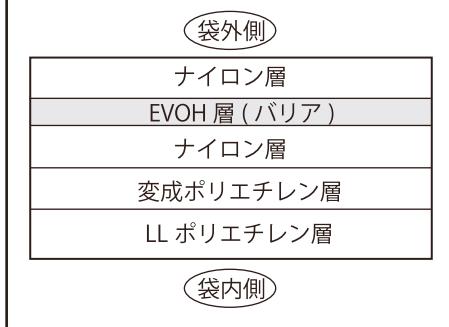 袋外側
ナイロン層
EVOH 層 ( バリア )
ナイロン層
変成ポリエチレン層
LL ポリエチレン層
袋内側